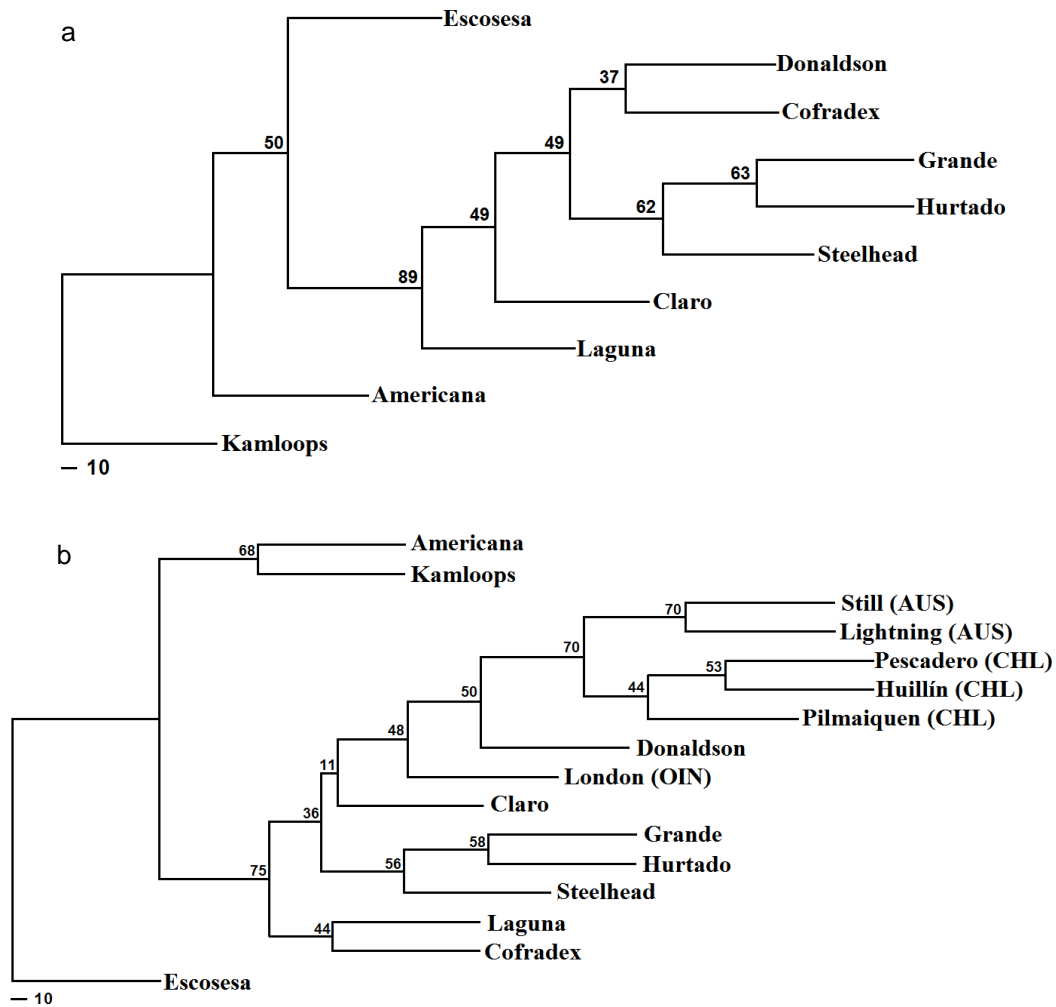 a
Escosesa
Donaldson
37
Cofradex
50
49
Grande
63
Hurtado
62
49
Steelhead
89
Claro
Laguna
Americana
Kamloops
10
b
Americana
68
Kamloops
Still (AUS)
70
Lightning (AUS)
70
Pescadero (CHL)
53
Huillín (CHL)
44
Pilmaiquen (CHL)
50
Donaldson
48
London (OIN)
11
Claro
36
Grande
58
Hurtado
56
Steelhead
75
Laguna
44
Cofradex
Escosesa
10